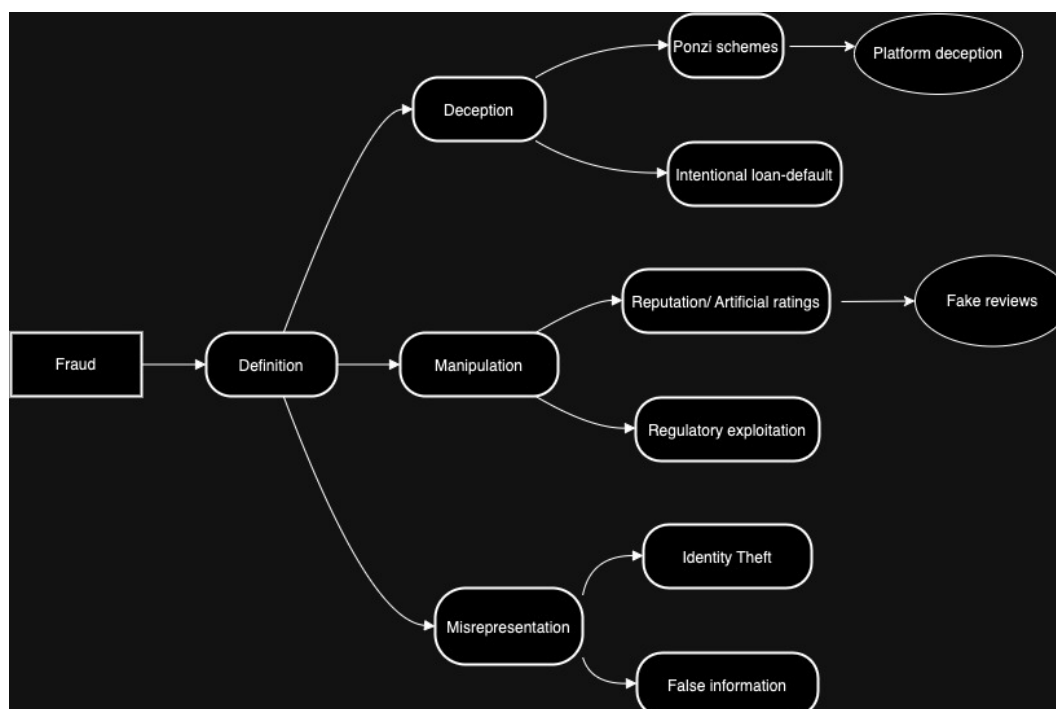 Ponzi schemes
Platform deception
Deception
Intentional loan-default
Reputation/ Artificial ratings
Fake reviews
Fraud
Definition
Manipulation
Regulatory exploitation
Identity Theft
Misrepresentation
False information